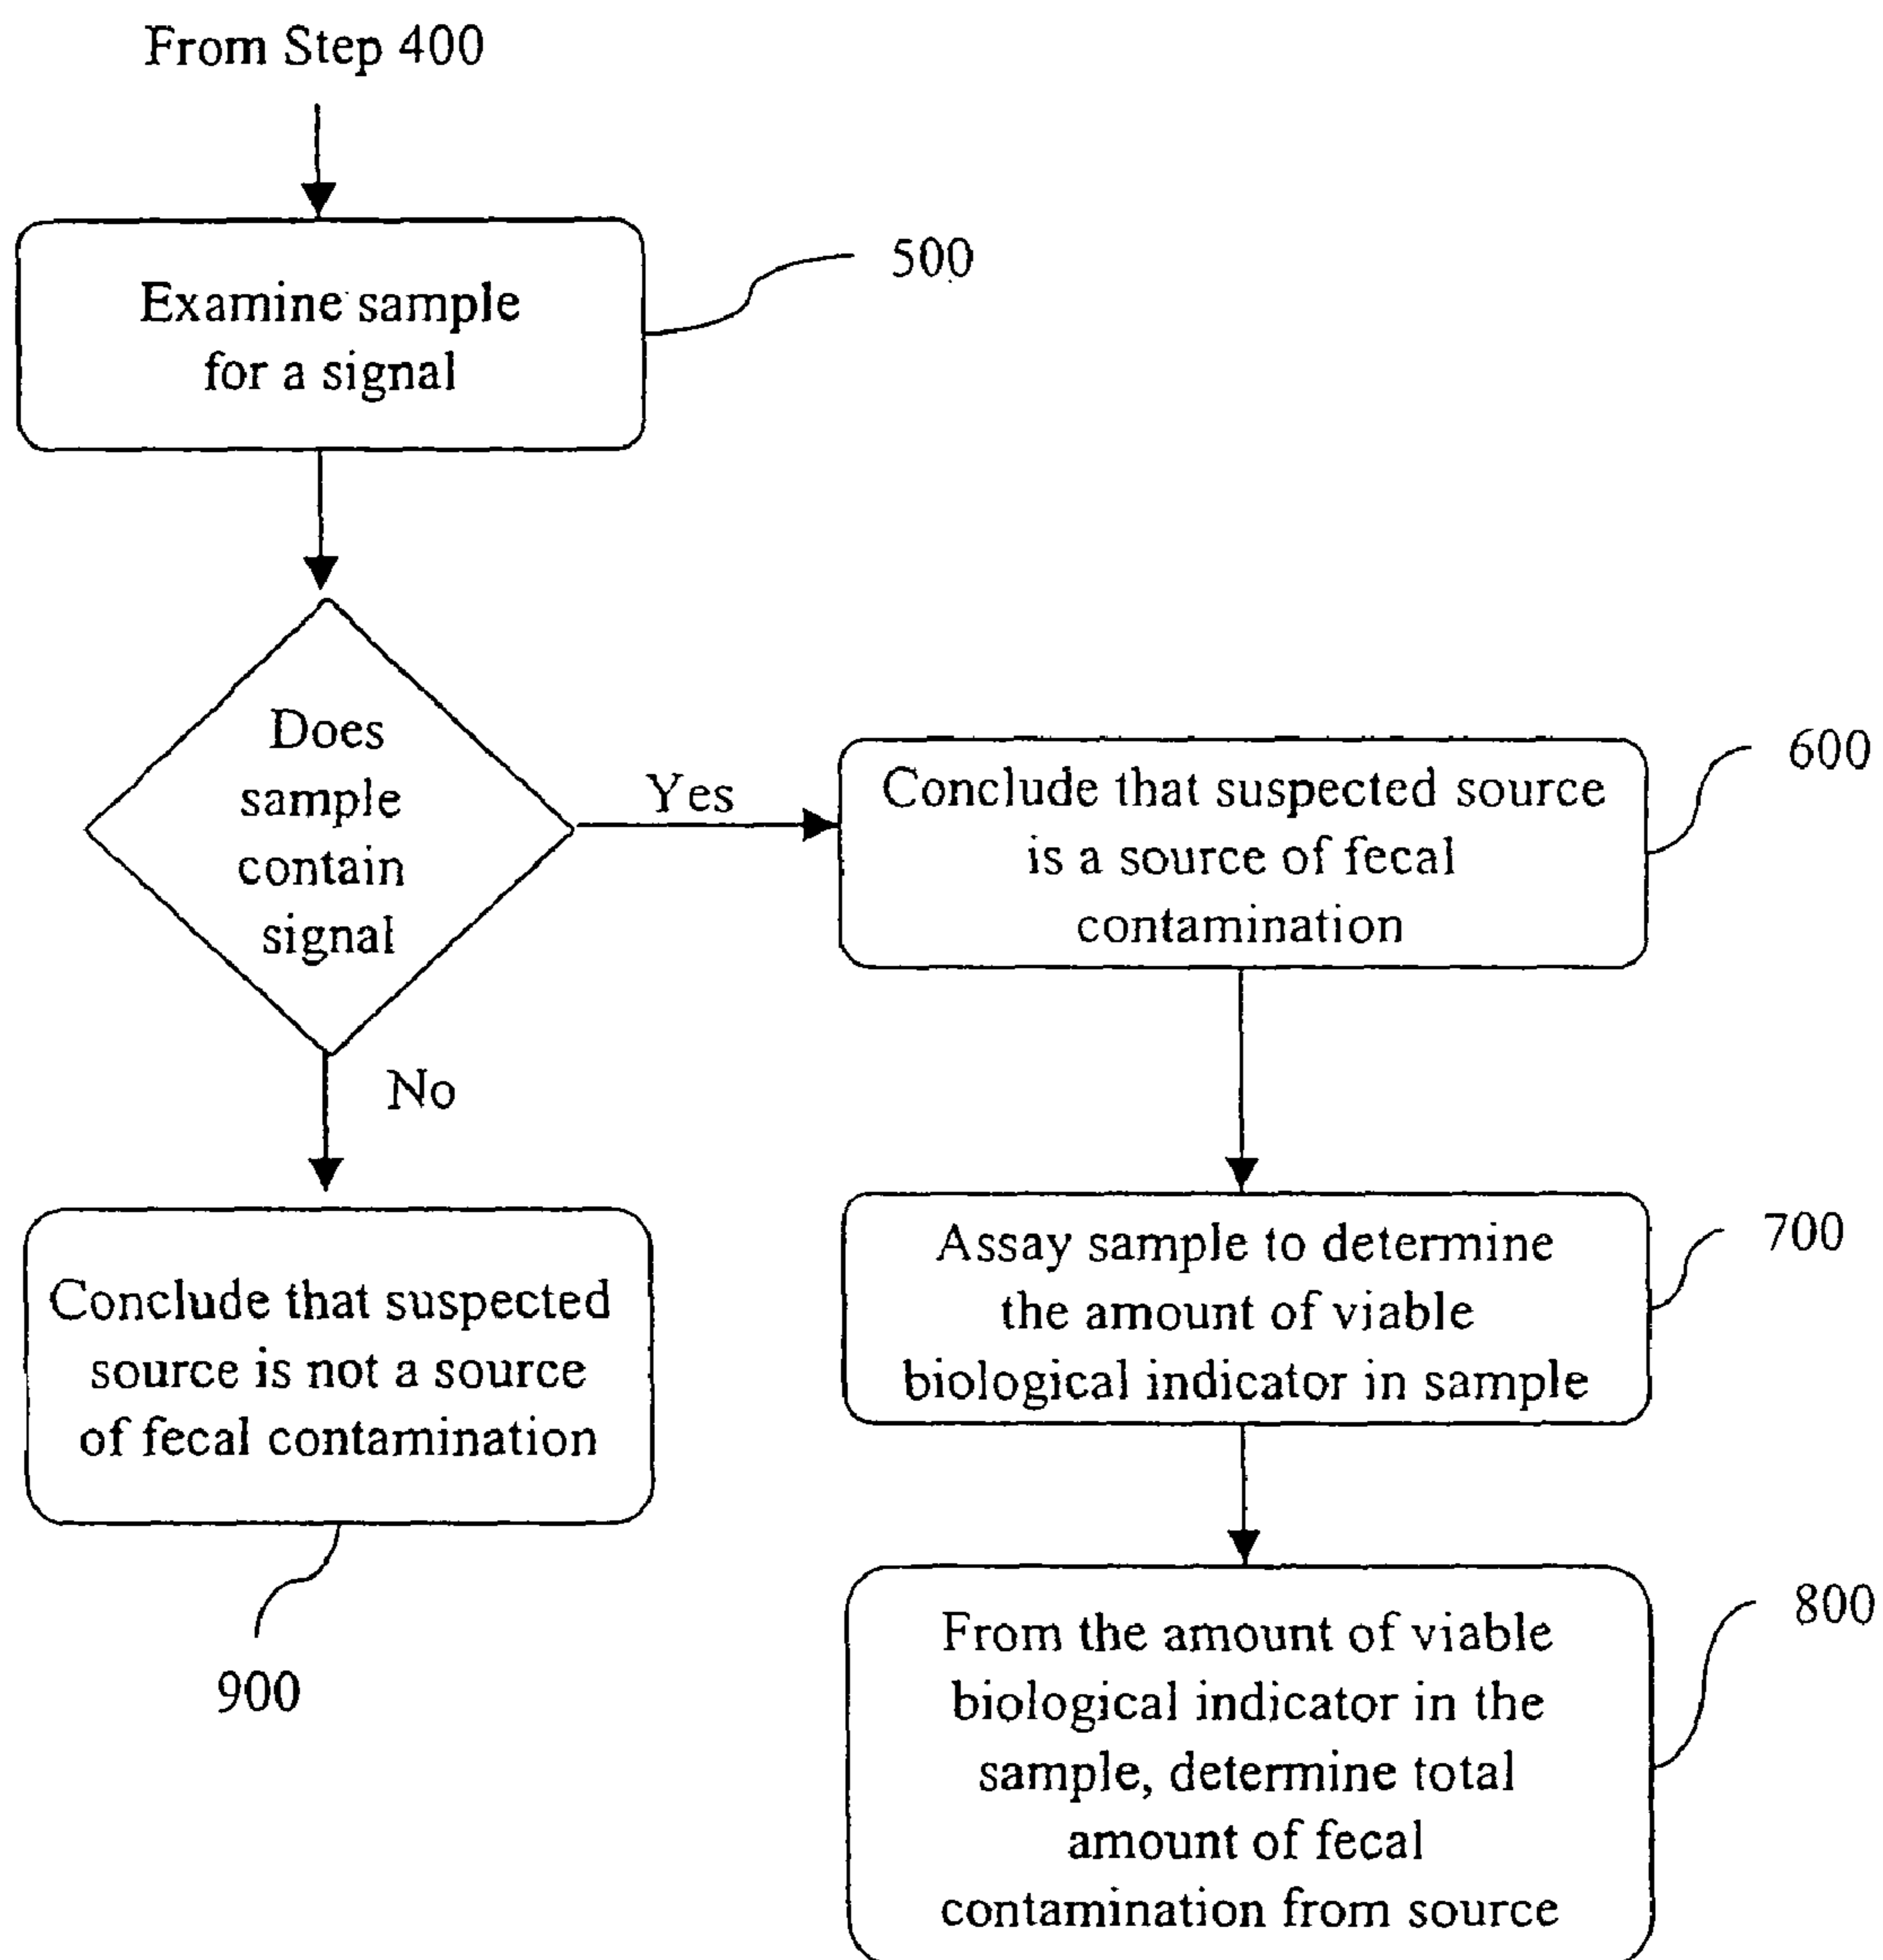 From Step 400
Examine sample
for a signal
500
Does
sample
contain
signal
Yes
Conclude that suspected source
is a source of fecal
contamination
600
No
Conclude that suspected
source is not a source
of fecal contamination
900
Assay sample to determine
the amount of viable
biological indicator in sample
700
From the amount of viable
biological indicator in the
sample, determine total
amount of fecal
contamination from source
800